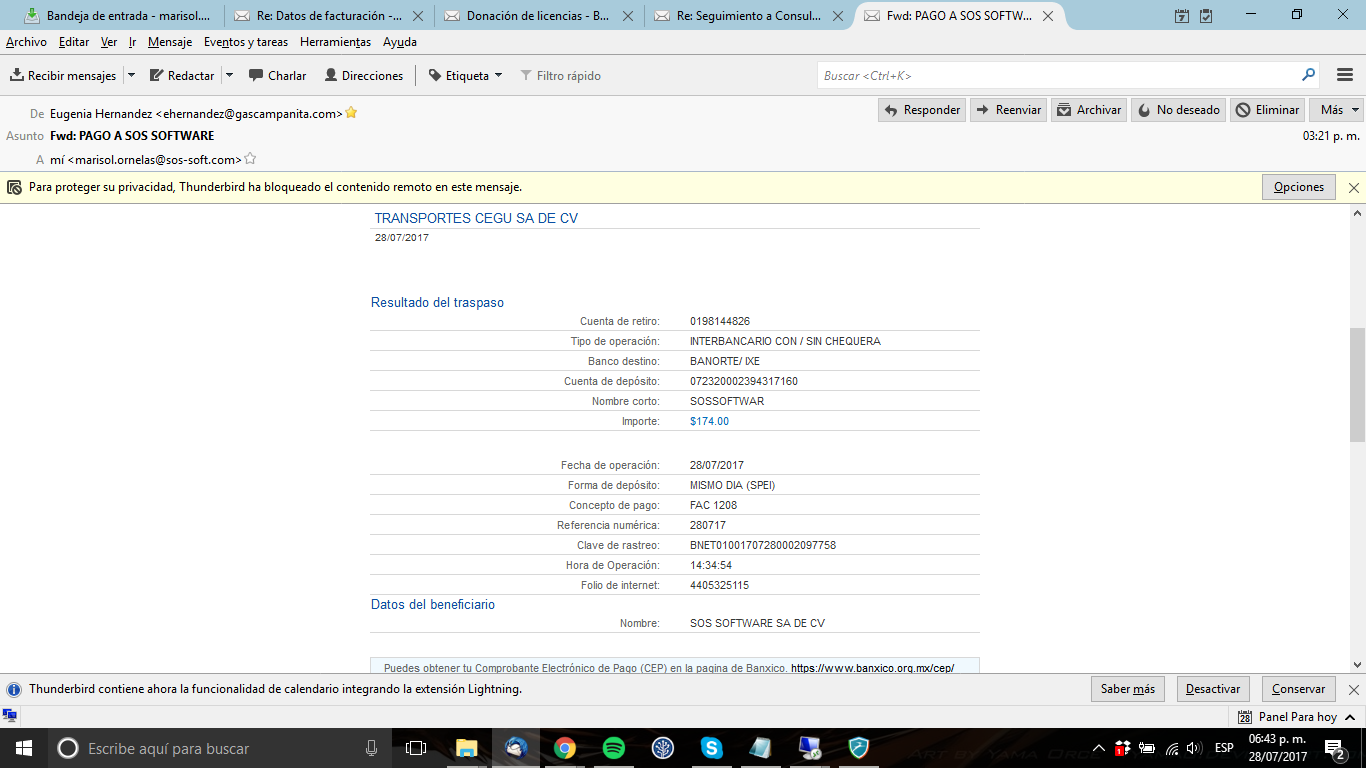 Bandeja de entrada - marisol....
Re: Datos de facturación -...
Donación de licencias - B...
Re: Seguimiento a Consul...
Fwd: PAGO A SOS SOFTW...
Archivo Editar Ver Ir Mensaje Eventos y tareas Herramientas Ayuda
Recibir mensajes Redactar Charlar Direcciones Etiqueta Filtro rápido
Buscar <Ctrl+K>
De Eugenia Hernandez <ehernandez@gascampanita.com>
Responder Reenviar Archivar No deseado Eliminar Más
Asunto Fwd: PAGO A SOS SOFTWARE
03:21 p. m.
A mí <marisol.ornelas@sos-soft.com>
Para proteger su privacidad, Thunderbird ha bloqueado el contenido remoto en este mensaje.
Opciones
TRANSPORTES CEGU SA DE CV
28/07/2017
Resultado del traspaso
Cuenta de retiro: 0198144826
Tipo de operación: INTERBANCARIO CON / SIN CHEQUERA
Banco destino: BANORTE/ IXE
Cuenta de depósito: 072320002394317160
Nombre corto: SOSSOFTWAR
Importe: $174.00
Fecha de operación: 28/07/2017
Forma de depósito: MISMO DIA (SPEI)
Concepto de pago: FAC 1208
Referencia numérica: 280717
Clave de rastreo: BNET01001707280002097758
Hora de Operación: 14:34:54
Folio de internet: 4405325115
Datos del beneficiario
Nombre: SOS SOFTWARE SA DE CV
Puedes obtener tu Comprobante Electrónico de Pago (CEP) en la pagina de Banxico. https://www.banxico.org.mx/cep/
Thunderbird contiene ahora la funcionalidad de calendario integrando la extensión Lightning.
Saber más Desactivar Conservar
28 Panel Para hoy
Escribe aquí para buscar
ESP
06:43 p. m.
28/07/2017
2